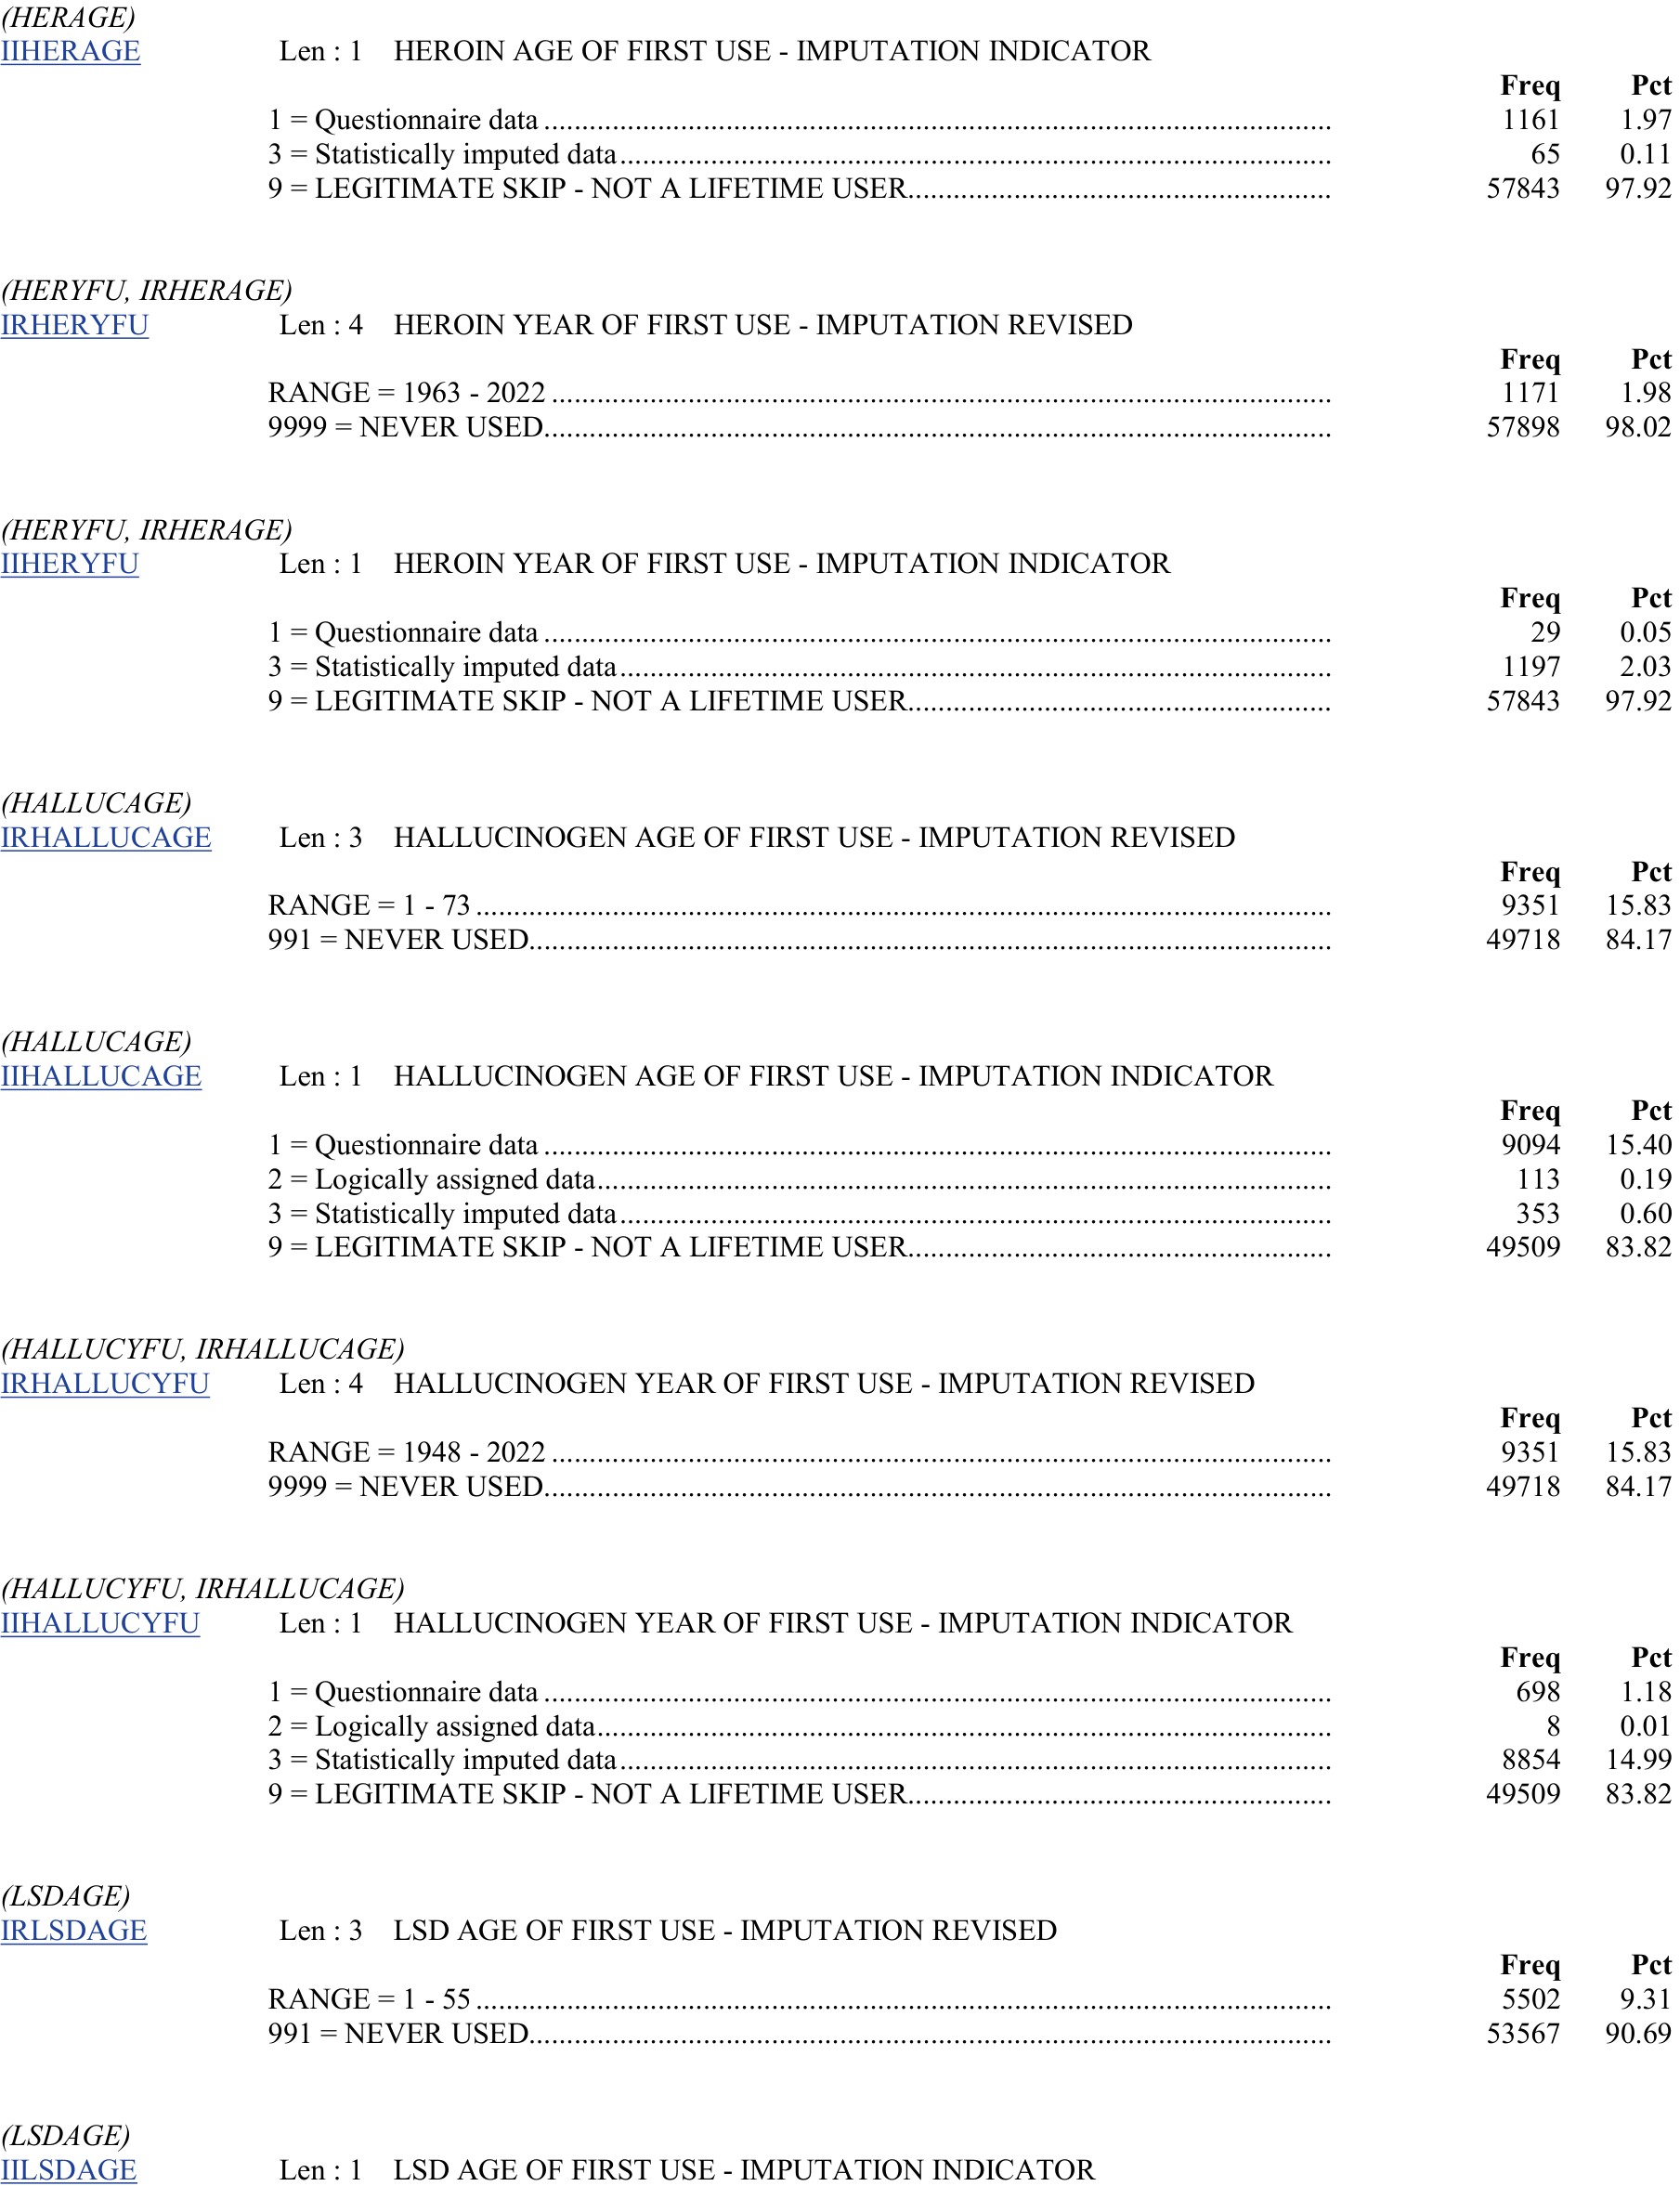 (HERAGE)
IIHERAGE Len : 1 HEROIN AGE OF FIRST USE - IMPUTATION INDICATOR
Freq Pct
1 = Questionnaire data ........ 1161 1.97
3 = Statistically imputed data ........ 65 0.11
9 = LEGITIMATE SKIP - NOT A LIFETIME USER ........ 57843 97.92
(HERYFU, IRHERAGE)
IRHERYFU Len : 4 HEROIN YEAR OF FIRST USE - IMPUTATION REVISED
Freq Pct
RANGE = 1963 - 2022 ........ 1171 1.98
9999 = NEVER USED ........ 57898 98.02
(HERYFU, IRHERAGE)
IIHERYFU Len : 1 HEROIN YEAR OF FIRST USE - IMPUTATION INDICATOR
Freq Pct
1 = Questionnaire data ........ 29 0.05
3 = Statistically imputed data ........ 1197 2.03
9 = LEGITIMATE SKIP - NOT A LIFETIME USER ........ 57843 97.92
(HALLUCAGE)
IRHALLUCAGE Len : 3 HALLUCINOGEN AGE OF FIRST USE - IMPUTATION REVISED
Freq Pct
RANGE = 1 - 73 ........ 9351 15.83
991 = NEVER USED ........ 49718 84.17
(HALLUCAGE)
IIHALLUCAGE Len : 1 HALLUCINOGEN AGE OF FIRST USE - IMPUTATION INDICATOR
Freq Pct
1 = Questionnaire data ........ 9094 15.40
2 = Logically assigned data ........ 113 0.19
3 = Statistically imputed data ........ 353 0.60
9 = LEGITIMATE SKIP - NOT A LIFETIME USER ........ 49509 83.82
(HALLUCYFU, IRHALLUCAGE)
IRHALLUCYFU Len : 4 HALLUCINOGEN YEAR OF FIRST USE - IMPUTATION REVISED
Freq Pct
RANGE = 1948 - 2022 ........ 9351 15.83
9999 = NEVER USED ........ 49718 84.17
(HALLUCYFU, IRHALLUCAGE)
IIHALLUCYFU Len : 1 HALLUCINOGEN YEAR OF FIRST USE - IMPUTATION INDICATOR
Freq Pct
1 = Questionnaire data ........ 698 1.18
2 = Logically assigned data ........ 8 0.01
3 = Statistically imputed data ........ 8854 14.99
9 = LEGITIMATE SKIP - NOT A LIFETIME USER ........ 49509 83.82
(LSDAGE)
IRLSDAGE Len : 3 LSD AGE OF FIRST USE - IMPUTATION REVISED
Freq Pct
RANGE = 1 - 55 ........ 5502 9.31
991 = NEVER USED ........ 53567 90.69
(LSDAGE)
IILSDAGE Len : 1 LSD AGE OF FIRST USE - IMPUTATION INDICATOR